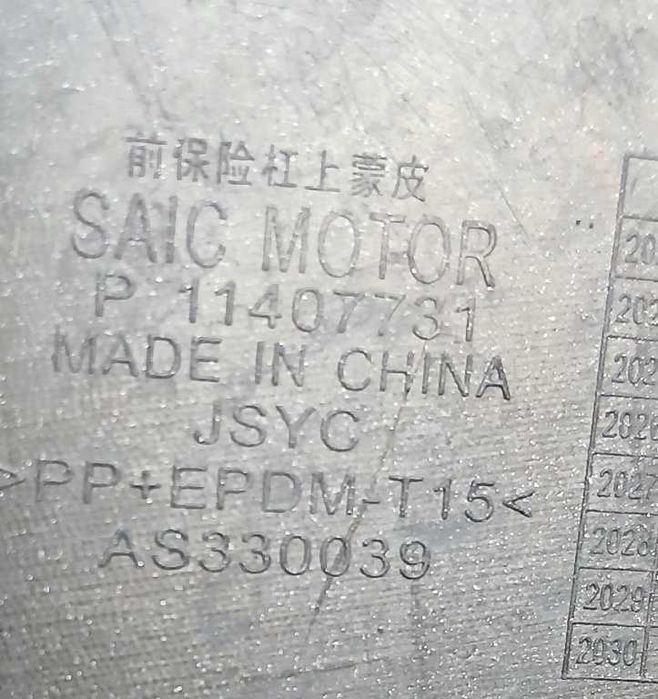 前保险杠上蒙皮
SAIC MOTOR
P 11407731
MADE IN CHINA
JSYC
>PP+EPDM-T15<
AS330039
2026
2027
2028
2029
2030